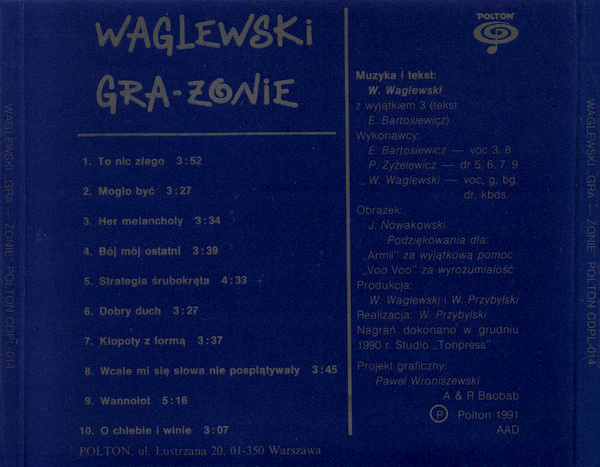 WAGLEWSKI
GRA-ŻONIE
1. To nic złego 3:52
2. Mogło być 3:27
3. Her melancholy 3:34
4. Bój mój ostatni 3:39
5. Strategia śrubokręta 4:33
6. Dobry duch 3:27
7. Kłopoty z formą 3:37
8. Wcale mi się słowa nie posplątywały 3:45
9. Wannolot 5:16
10. O chlebie i winie 3:07
POLTON, ul. Lustrzana 20, 01-350 Warszawa
"POLTON"
Muzyka i tekst:
W. Waglewski
z wyjątkiem 3 (tekst
E. Bartosiewicz)
Wykonawcy:
E. Bartosiewicz — voc 3, 8
P. Żyżelewicz — dr 5, 6, 7, 9
W. Waglewski — voc, g, bg,
dr, kbds.
Obrazek:
J. Nowakowski
Podziękowania dla:
„Armii" za wyjątkową pomoc
„Voo Voo" za wyrozumiałość
Produkcja:
W. Waglewski i W. Przybylski
Realizacja: W. Przybylski
Nagrań dokonano w grudniu
1990 r. Studio „Tonpress"
Projekt graficzny:
Paweł Wroniszewski
A & R Baobab
P Polton 1991
AAD
WAGLEWSKI GRA — ŻONIE POLTON CDPL-014
WAGLEWSKI GRA — ŻONIE POLTON CDPL-014